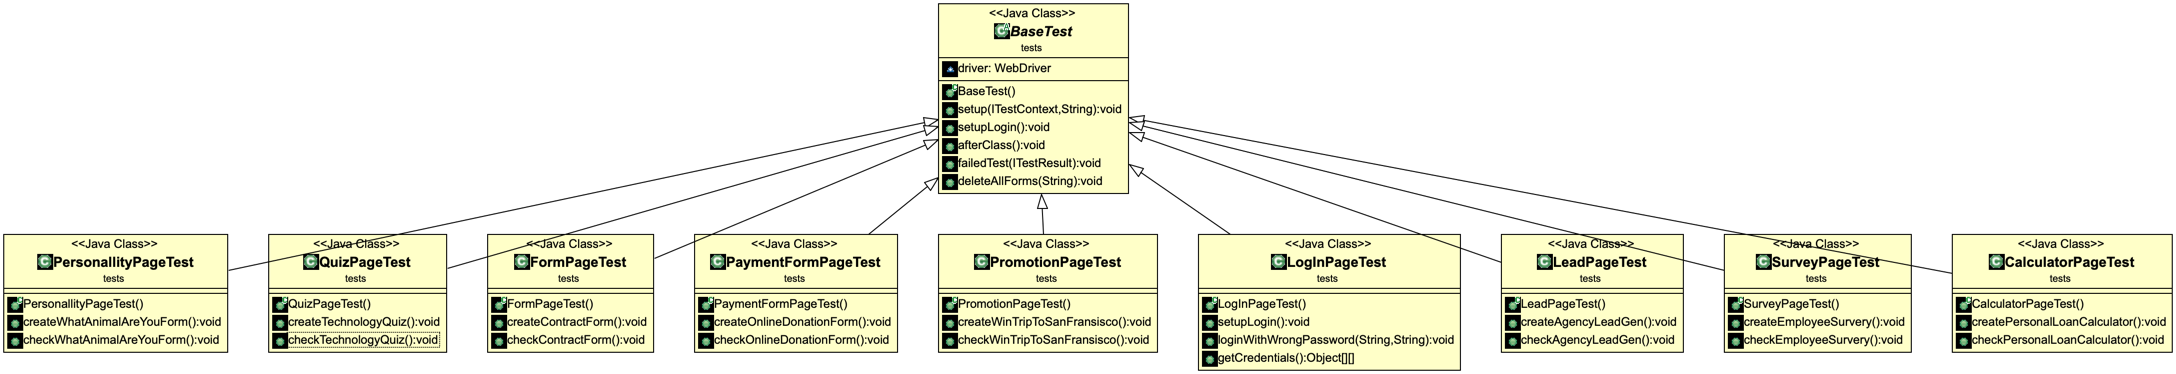 <<Java Class>>
BaseTest
tests
driver: WebDriver
BaseTest()
setup(ITestContext,String):void
setupLogin():void
afterClass():void
failedTest(ITestResult):void
deleteAllForms(String):void
<<Java Class>>
PersonallityPageTest
tests
PersonallityPageTest()
createWhatAnimalAreYouForm():void
checkWhatAnimalAreYouForm():void
<<Java Class>>
QuizPageTest
tests
QuizPageTest()
createTechnologyQuiz():void
checkTechnologyQuiz():void
<<Java Class>>
FormPageTest
tests
FormPageTest()
createContractForm():void
checkContractForm():void
<<Java Class>>
PaymentFormPageTest
tests
PaymentFormPageTest()
createOnlineDonationForm():void
checkOnlineDonationForm():void
<<Java Class>>
PromotionPageTest
tests
PromotionPageTest()
createWinTripToSanFransisco():void
checkWinTripToSanFransisco():void
<<Java Class>>
LogInPageTest
tests
LogInPageTest()
setupLogin():void
loginWithWrongPassword(String,String):void
getCredentials():Object[][]
<<Java Class>>
LeadPageTest
tests
LeadPageTest()
createAgencyLeadGen():void
checkAgencyLeadGen():void
<<Java Class>>
SurveyPageTest
tests
SurveyPageTest()
createEmployeeSurvery():void
checkEmployeeSurvery():void
<<Java Class>>
CalculatorPageTest
tests
CalculatorPageTest()
createPersonalLoanCalculator():void
checkPersonalLoanCalculator():void